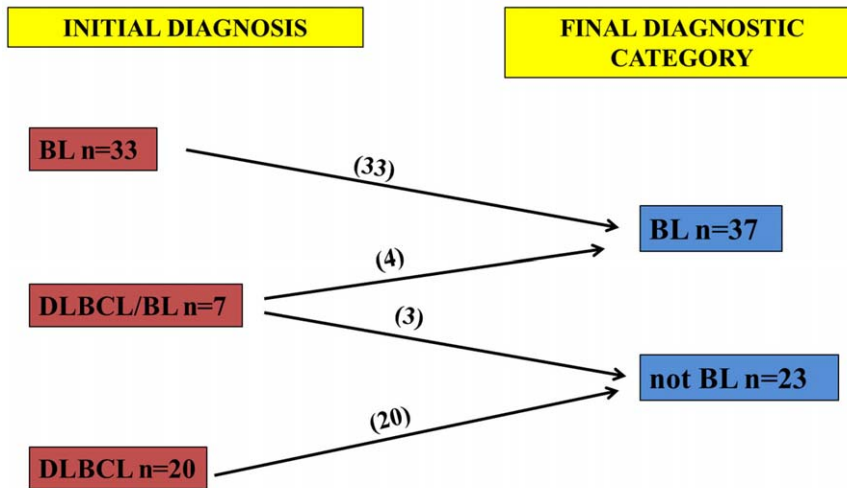 INITIAL DIAGNOSIS
FINAL DIAGNOSTIC
CATEGORY
BL n=33
(33)
BL n=37
(4)
DLBCL/BL n=7
(3)
not BL n=23
(20)
DLBCL n=20